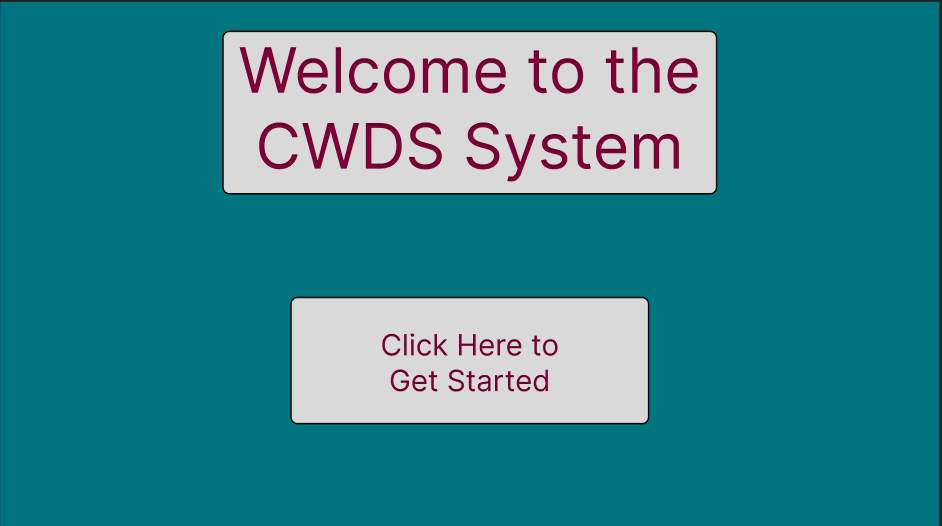 Welcome to the
CWDS System
Click Here to
Get Started